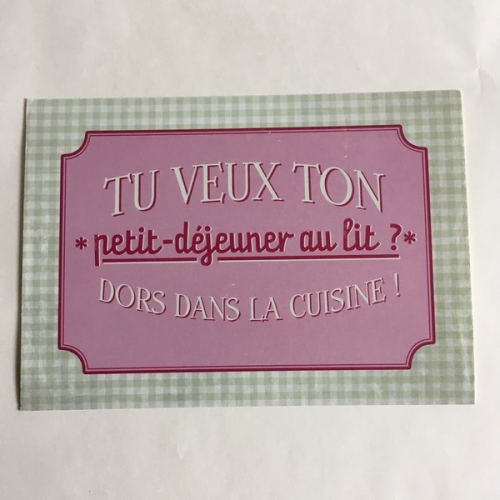 TU VEUX TON
* petit-déjeuner au lit ? *
DORS DANS LA CUISINE !